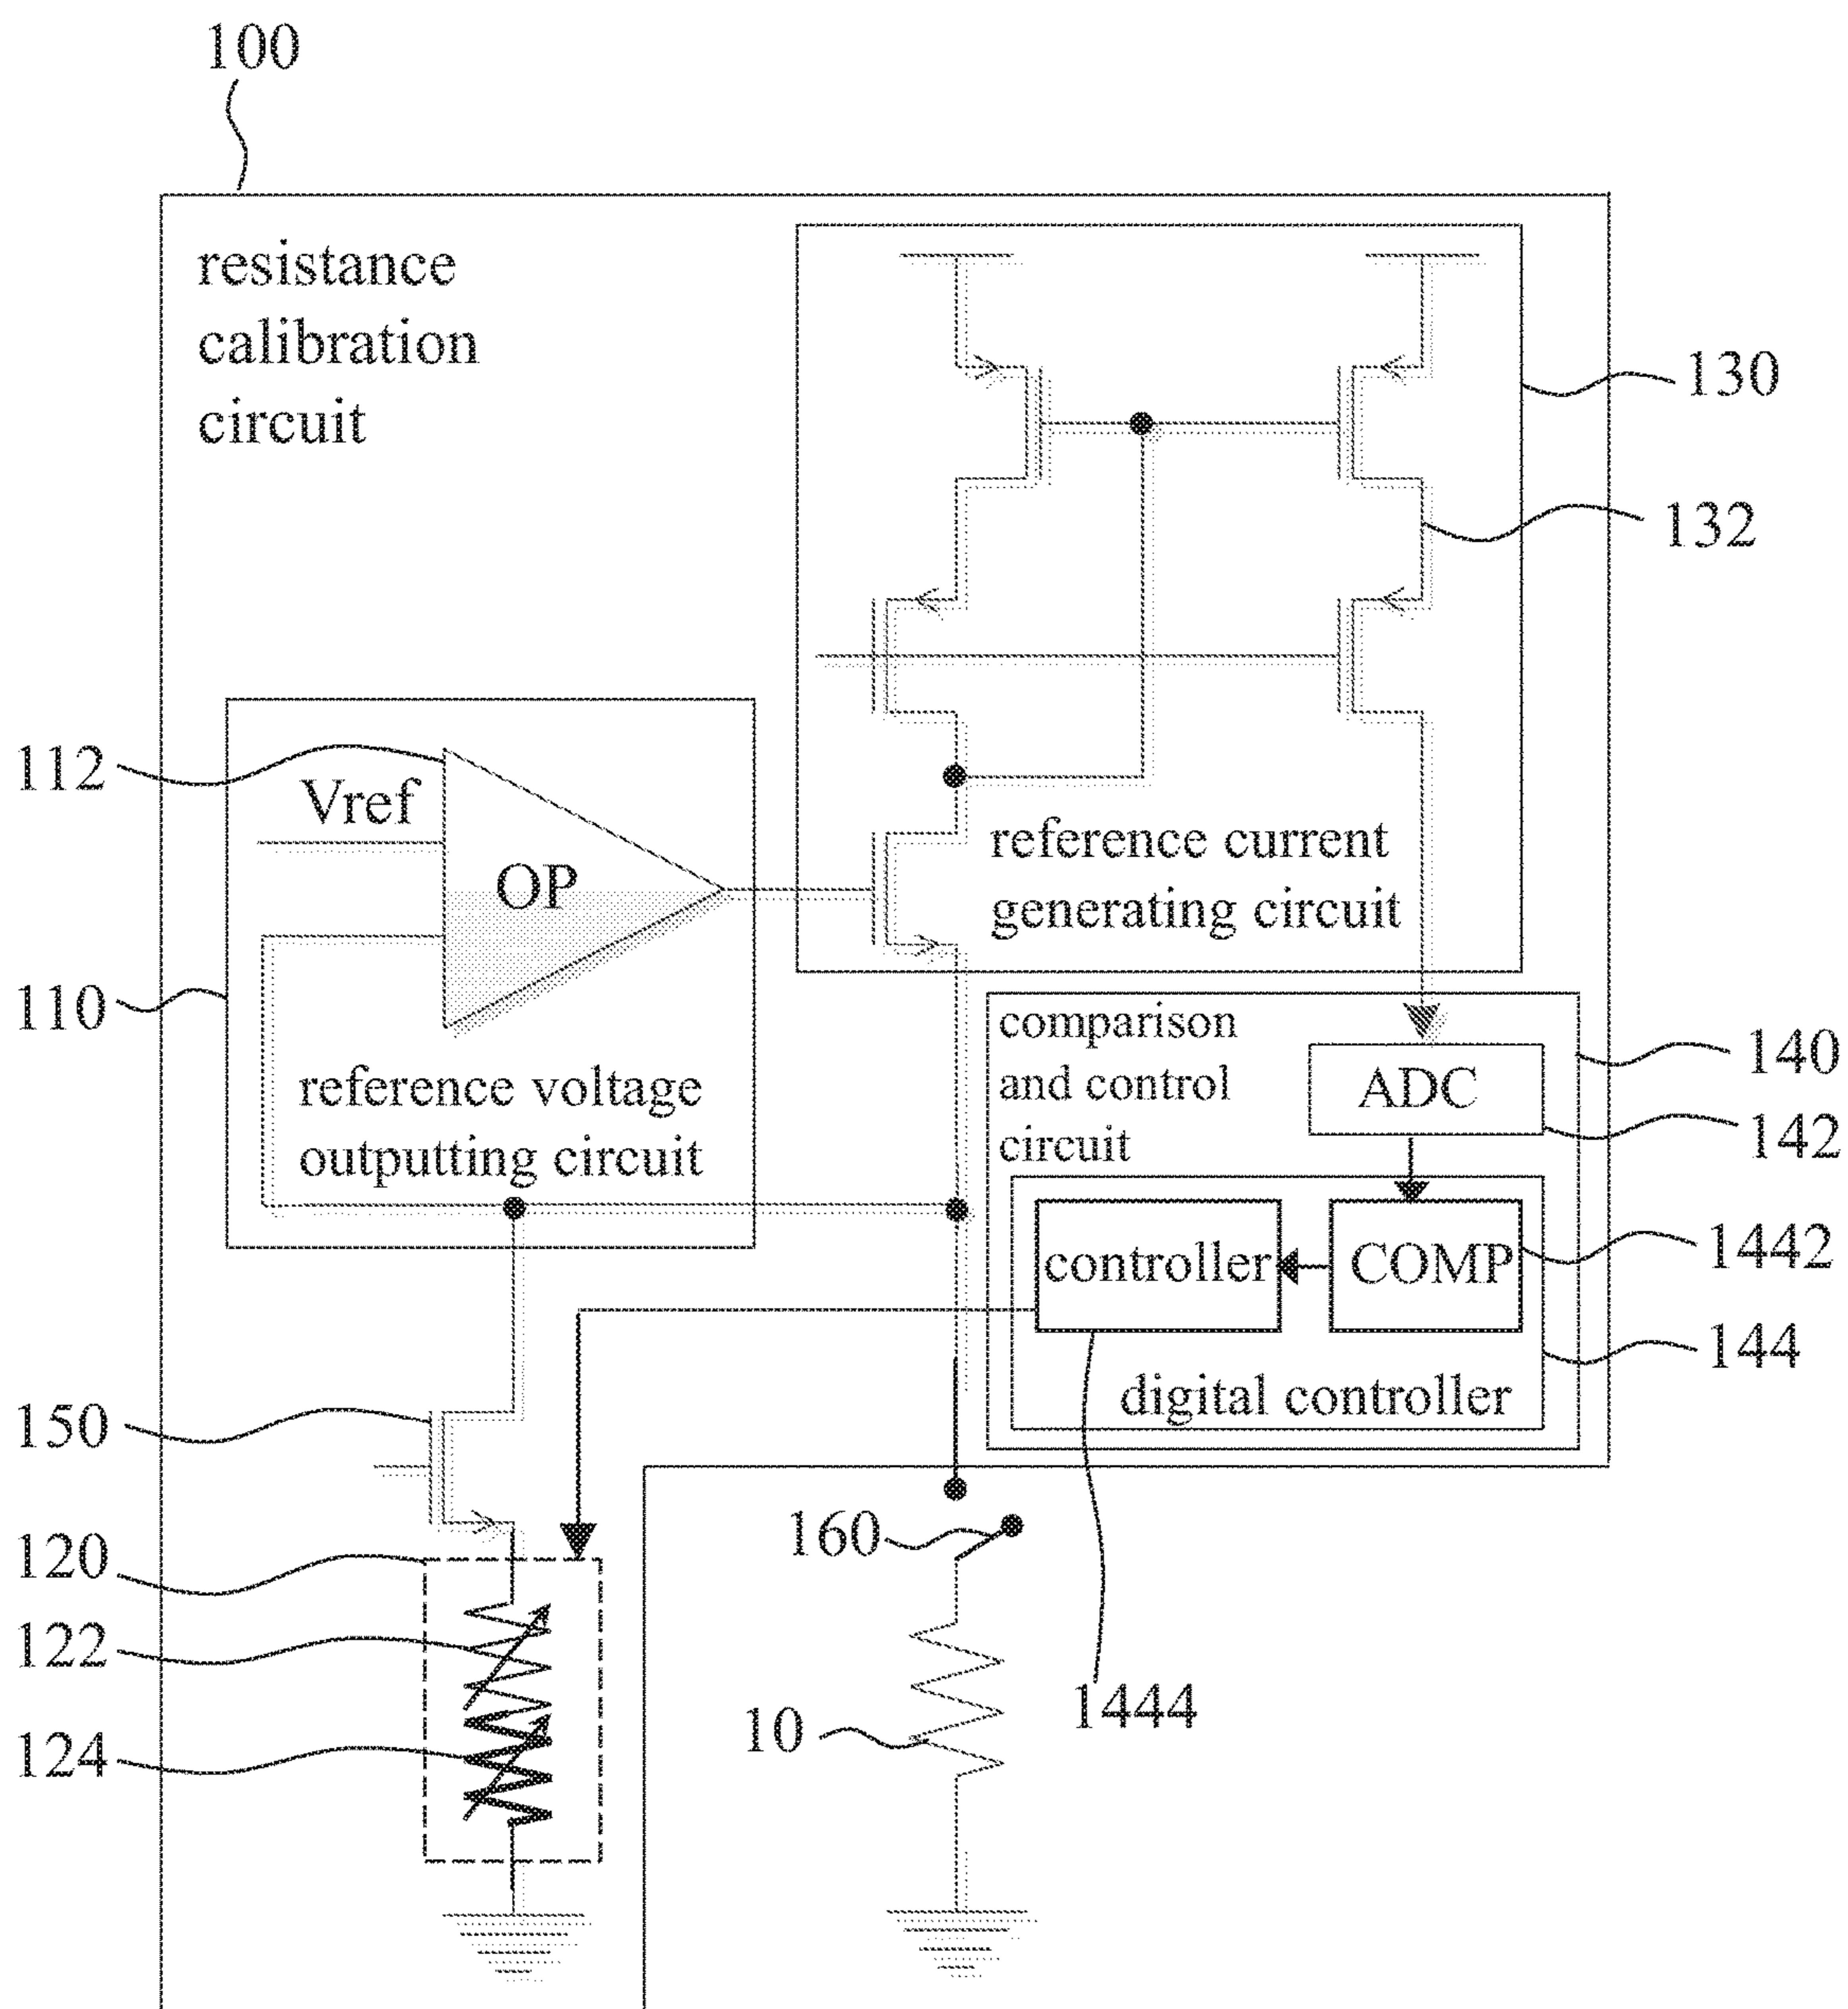 100
resistance
calibration
circuit
130
132
112
Vref
OP
reference current
generating circuit
110
reference voltage
outputting circuit
comparison
and control
circuit
140
ADC
142
controller
COMP
1442
144
digital controller
150
160
120
122
1444
10
124